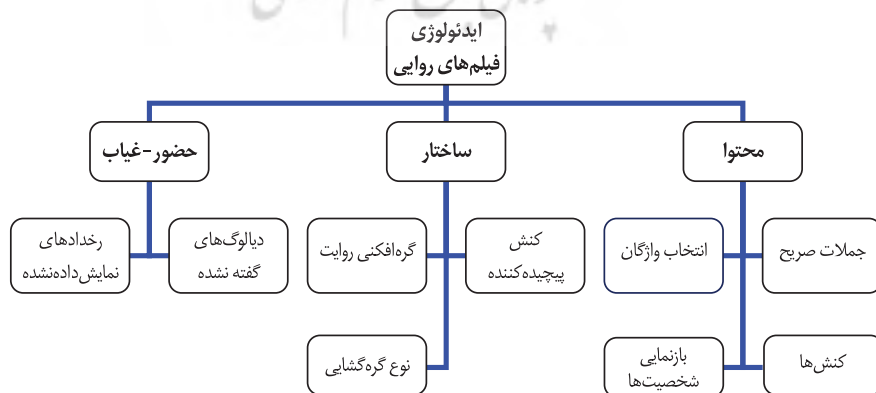 ایدئولوژی
فیلم‌های روایی
محتوا
ساختار
حضور-غیاب
جملات صریح
انتخاب واژگان
کنش
پیچیده‌کننده
گره‌افکنی روایت
دیالوگ‌های
گفته نشده
رخدادهای
نمایش‌داده‌نشده
کنش‌ها
بازنمایی
شخصیت‌ها
نوع گره‌گشایی